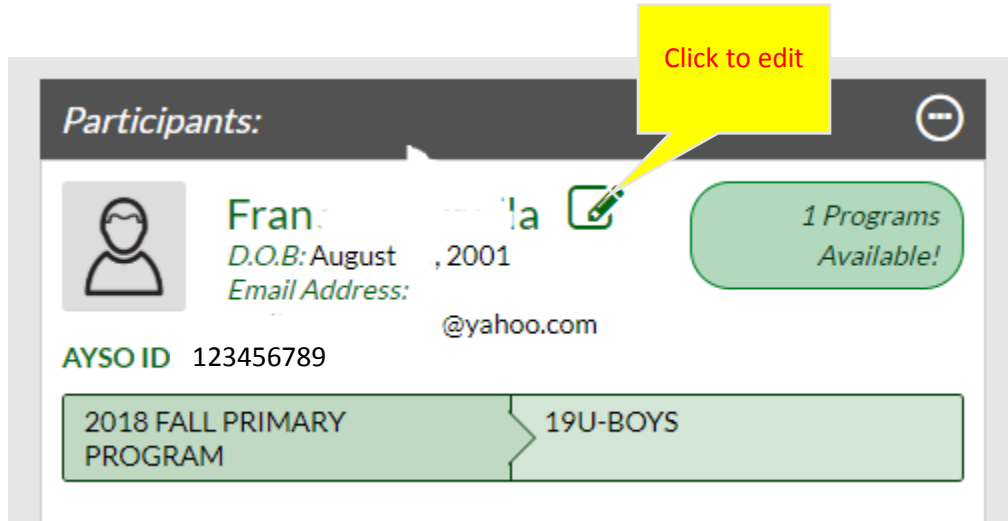 Click to edit
Participants:
1 Programs
Available!
D.O.B: August , 2001
Email Address:
@yahoo.com
AYSO ID 123456789
2018 FALL PRIMARY
PROGRAM
19U-BOYS